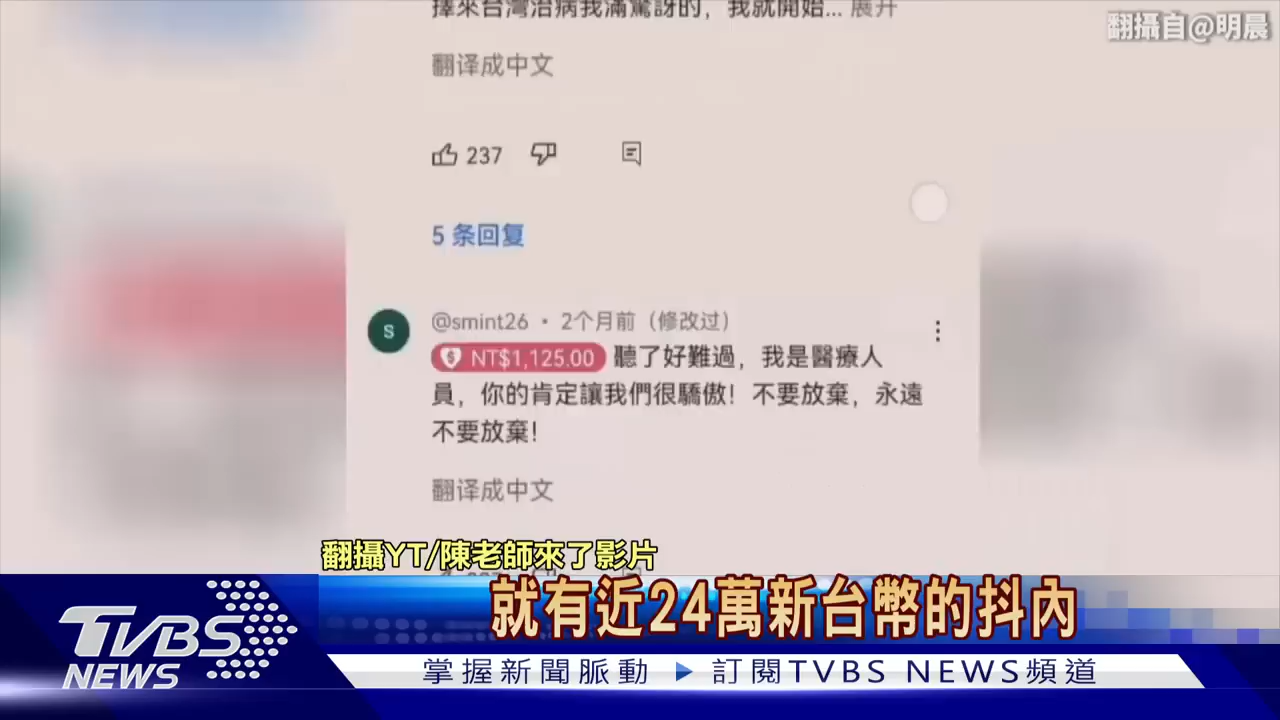 擇來台灣治病我滿驚訝的，我就開始... 展开
翻攝自@明晨
翻译成中文
237
5 条回复
S
@smint26 · 2个月前（修改过）
NT$1,125.00 聽了好難過，我是醫療人
員，你的肯定讓我們很驕傲！不要放棄，永遠
不要放棄！
翻译成中文
翻攝YT/陳老師來了影片
就有近24萬新台幣的抖內
TVBS
NEWS
掌握新聞脈動 ▶ 訂閱TVBS NEWS頻道